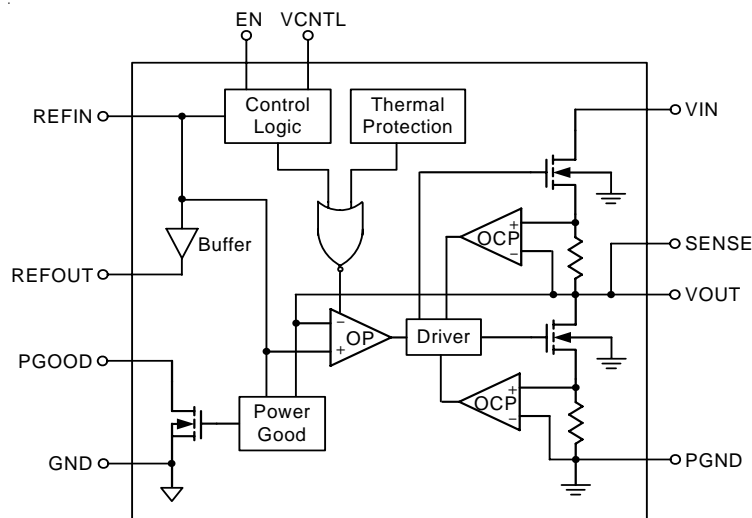 EN VCNTL
REFIN
Control
Logic
Thermal
Protection
VIN
Buffer
+
OCP
−
SENSE
REFOUT
VOUT
−
OP
+
Driver
PGOOD
Power
Good
+
OCP
−
GND
PGND